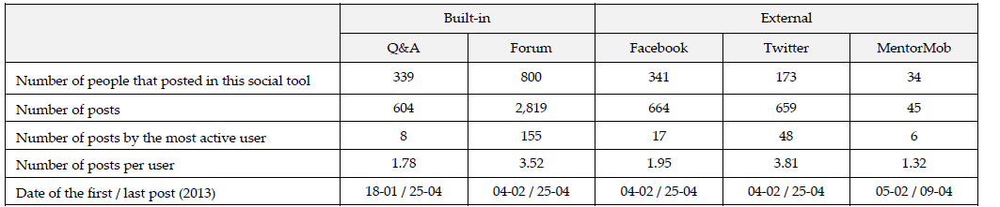 Built-in External
Q&A Forum Facebook Twitter MentorMob
Number of people that posted in this social tool 339 800 341 173 34
Number of posts 604 2,819 664 659 45
Number of posts by the most active user 8 155 17 48 6
Number of posts per user 1.78 3.52 1.95 3.81 1.32
Date of the first / last post (2013) 18-01 / 25-04 04-02 / 25-04 04-02 / 25-04 04-02 / 25-04 05-02 / 09-04